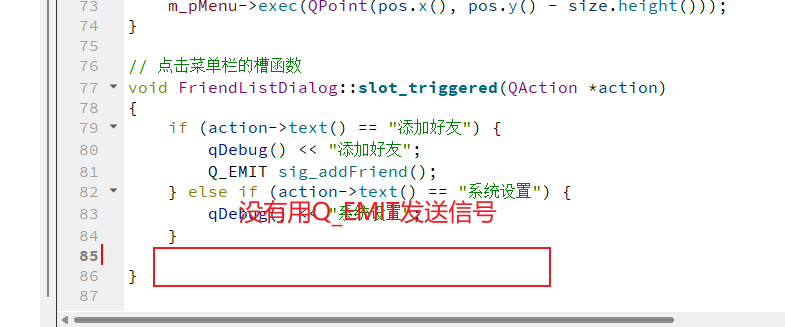 73 m_pMenu->exec(QPoint(pos.x(), pos.y() - size.height()));
74 }
75
76 // 点击菜单栏的槽函数
77 void FriendListDialog::slot_triggered(QAction *action)
78 {
79 if (action->text() == "添加好友") {
80 qDebug() << "添加好友";
81 Q_EMIT sig_addFriend();
82 } else if (action->text() == "系统设置") {
83 qDebug() << "系统设置";
没有用Q_EMIT发送信号
84 }
85
86 }
87